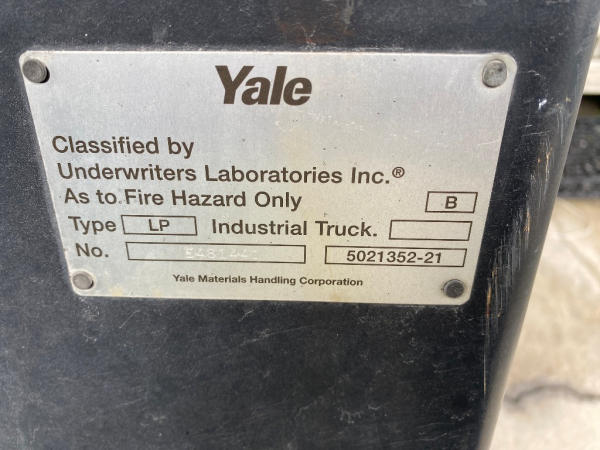 Yale
Classified by
Underwriters Laboratories Inc.®
As to Fire Hazard Only
B
Type LP Industrial Truck.
No. 5021352-21
Yale Materials Handling Corporation